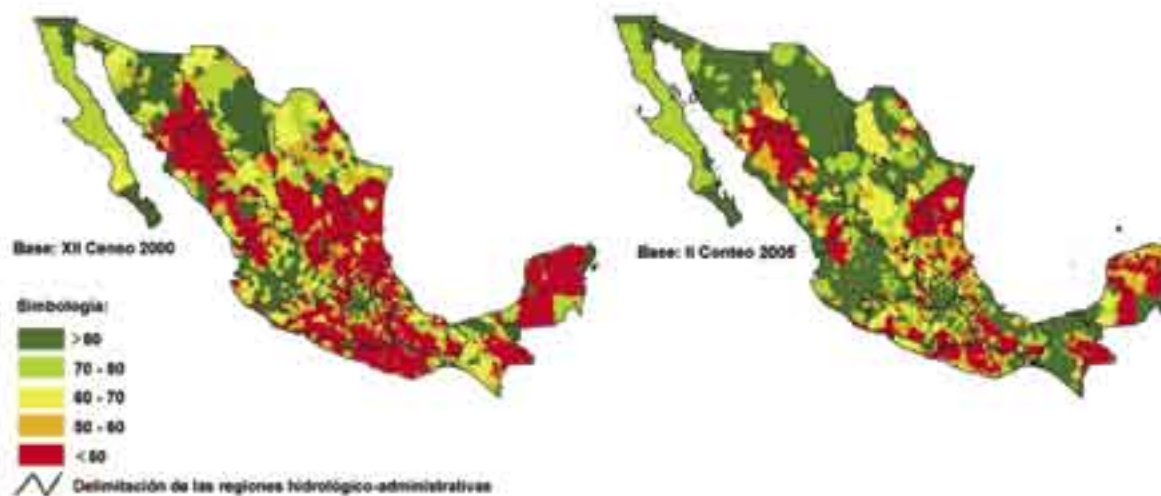 Base: XII Censo 2000
Base: II Conteo 2005
Simbología:
> 80
70 - 80
60 - 70
50 - 60
< 50
Delimitación de las regiones hidrológico-administrativas